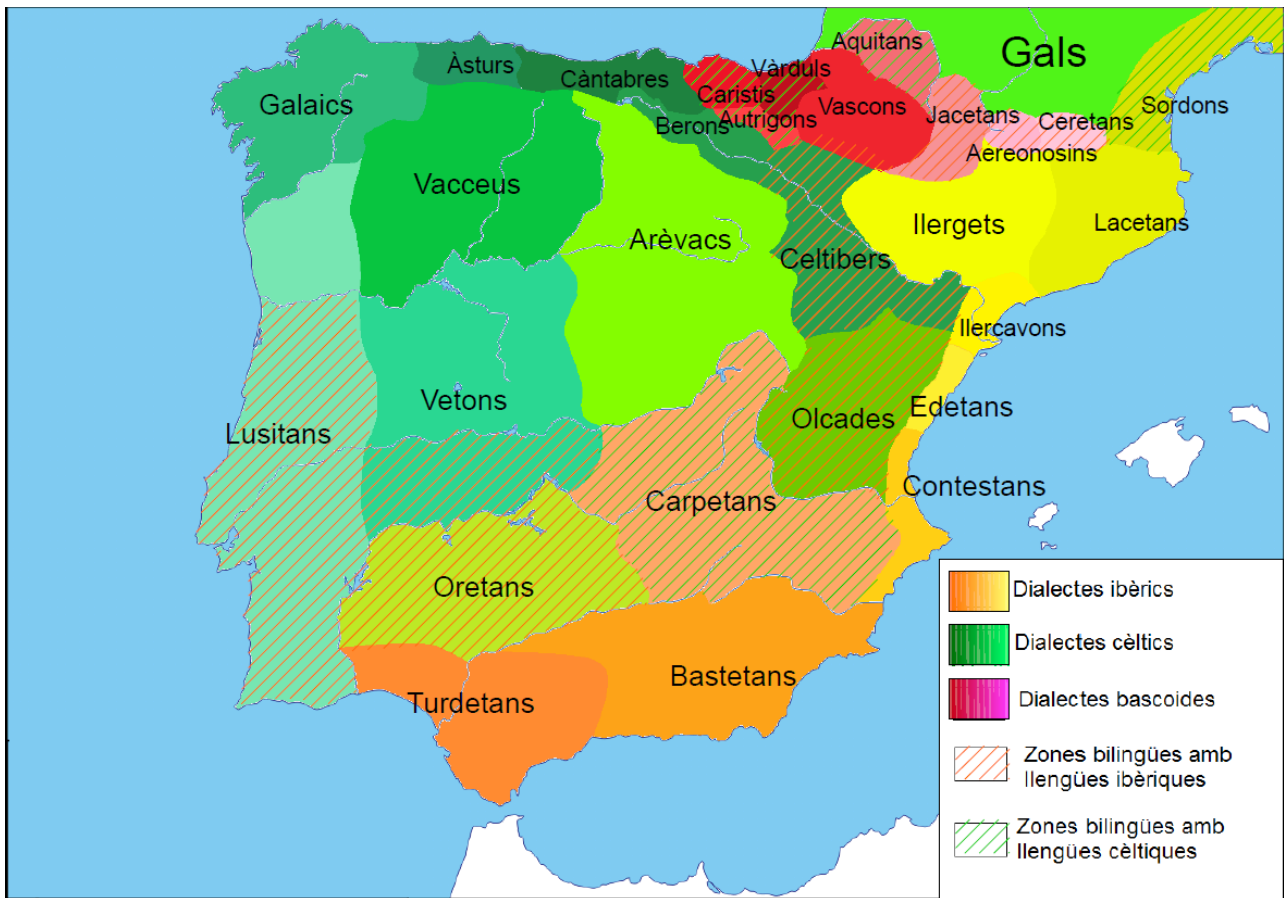 Aquitans
Gals
Àsturs
Càntabres
Vàrduls
Caristis
Vascons
Galaics
Sordons
Berons
Autrigons
Jacetans
Ceretans
Aereonosins
Vacceus
Ilergets
Lacetans
Arèvacs
Celtibers
Ilercavons
Vetons
Edetans
Olcades
Lusitans
Contestans
Carpetans
Oretans
Bastetans
Turdetans
Dialectes ibèrics
Dialectes cèltics
Dialectes bascoides
Zones bilingües amb
llengües ibèriques
Zones bilingües amb
llengües cèltiques